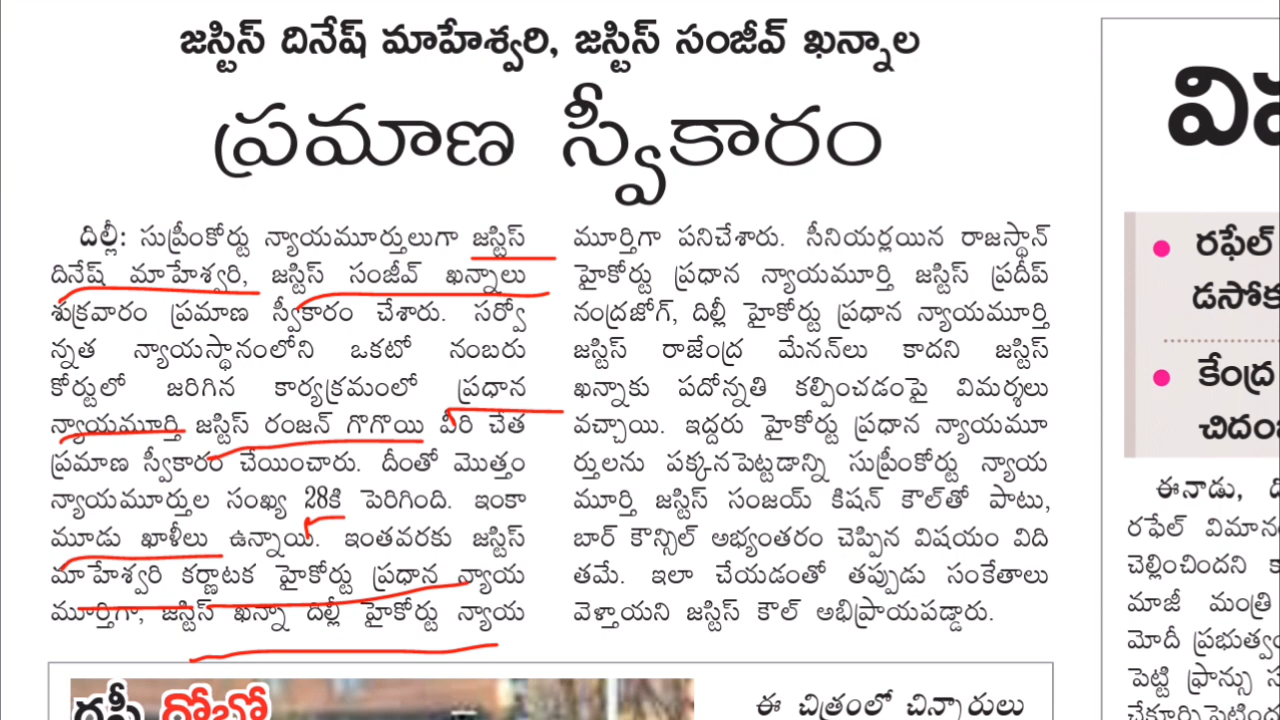 జస్టిస్ దినేష్ మాహేశ్వరి, జస్టిస్ సంజీవ్ ఖన్నాల
ప్రమాణ స్వీకారం
దిల్లీ: సుప్రీంకోర్టు న్యాయమూర్తులుగా జస్టిస్
దినేష్ మాహేశ్వరి, జస్టిస్ సంజీవ్ ఖన్నాలు
శుక్రవారం ప్రమాణ స్వీకారం చేశారు. సర్వో
న్నత న్యాయస్థానంలోని ఒకటో నంబరు
కోర్టులో జరిగిన కార్యక్రమంలో ప్రధాన
న్యాయమూర్తి జస్టిస్ రంజన్ గొగొయి వీరి చేత
ప్రమాణ స్వీకారం చేయించారు. దీంతో మొత్తం
న్యాయమూర్తుల సంఖ్య 28కి పెరిగింది. ఇంకా
మూడు ఖాళీలు ఉన్నాయి. ఇంతవరకు జస్టిస్
మాహేశ్వరి కర్ణాటక హైకోర్టు ప్రధాన న్యాయ
మూర్తిగా, జస్టిస్ ఖన్నా దిల్లీ హైకోర్టు న్యాయ
మూర్తిగా పనిచేశారు. సీనియర్లయిన రాజస్థాన్
హైకోర్టు ప్రధాన న్యాయమూర్తి జస్టిస్ ప్రదీప్
నంద్రజోగ్, దిల్లీ హైకోర్టు ప్రధాన న్యాయమూర్తి
జస్టిస్ రాజేంద్ర మేనన్‌లు కాదని జస్టిస్
ఖన్నాకు పదోన్నతి కల్పించడంపై విమర్శలు
వచ్చాయి. ఇద్దరు హైకోర్టు ప్రధాన న్యాయమూ
ర్తులను పక్కనపెట్టడాన్ని సుప్రీంకోర్టు న్యాయ
మూర్తి జస్టిస్ సంజయ్ కిషన్ కౌల్‌తో పాటు,
బార్ కౌన్సిల్ అభ్యంతరం చెప్పిన విషయం విది
తమే. ఇలా చేయడంతో తప్పుడు సంకేతాలు
వెళ్తాయని జస్టిస్ కౌల్ అభిప్రాయపడ్డారు.
ఈ చిత్రంలో చిన్నారులు
రఫేల్
కేంద్ర
ఈనాడు,
రఫేల్ విమాన
చెల్లించిందని
మాజీ మంత్రి
మోదీ ప్రభుత్వం
పెట్టి ఫ్రాన్సు